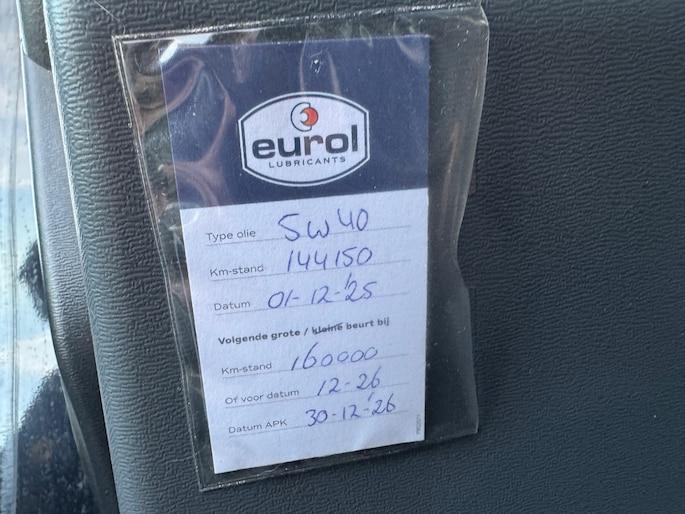 eurol
LUBRICANTS
Type olie 5W40
Km-stand 144150
Datum 01-12-'25
Volgende grote / kleine beurt bij
Km-stand 160000
Of voor datum 12-26
Datum APK 30-12-'26